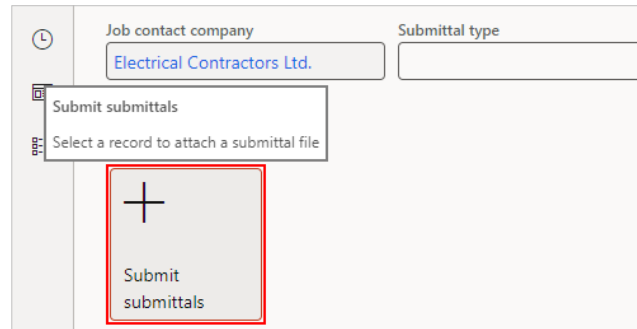 Job contact company
Submittal type
Electrical Contractors Ltd.
Submit submittals
Select a record to attach a submittal file
Submit
submittals